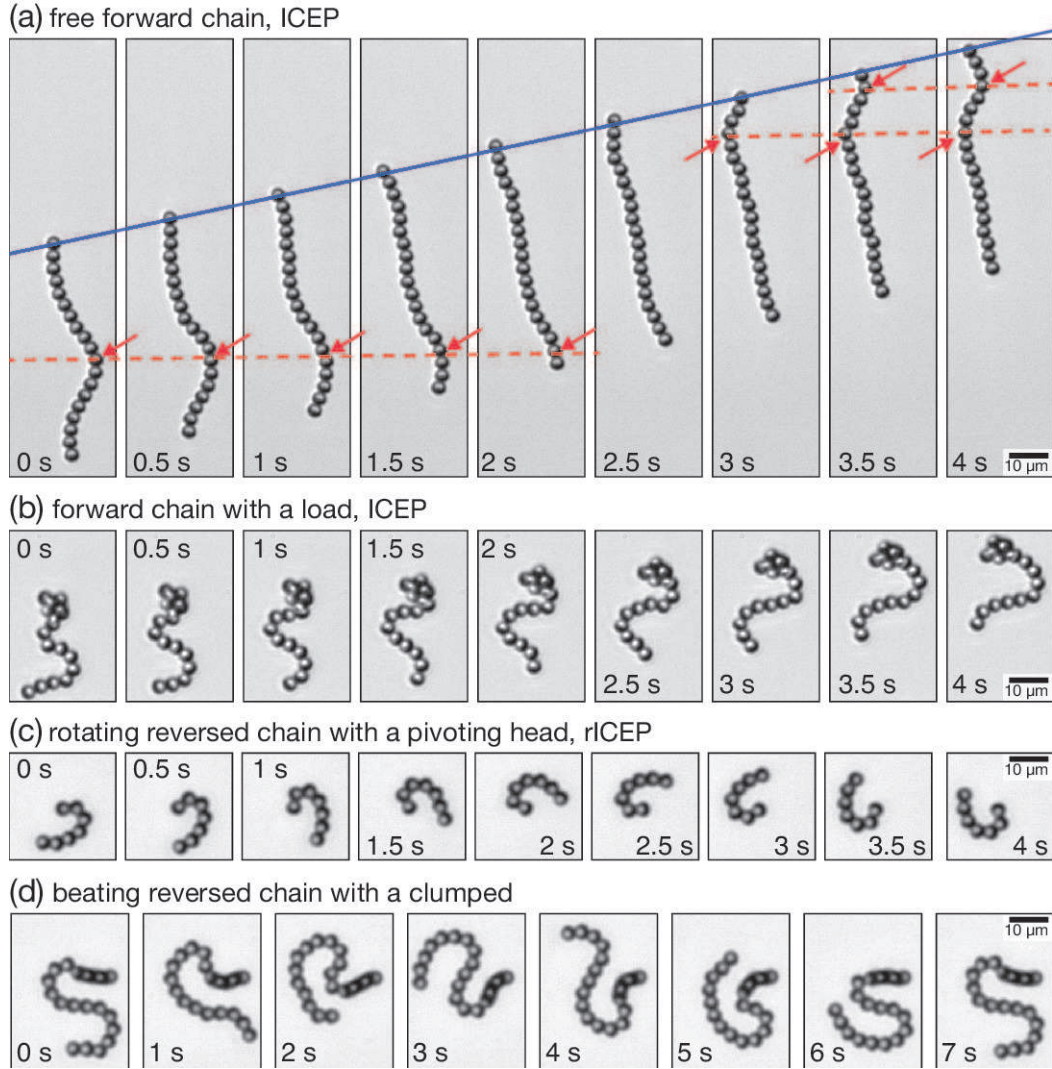 (a) free forward chain, ICEP
0 s 0.5 s 1 s 1.5 s 2 s 2.5 s 3 s 3.5 s 4 s 10 µm
(b) forward chain with a load, ICEP
0 s 0.5 s 1 s 1.5 s 2 s
2.5 s 3 s 3.5 s 4 s 10 µm
(c) rotating reversed chain with a pivoting head, rICEP
0 s 0.5 s 1 s 10 µm
1.5 s 2 s 2.5 s 3 s 3.5 s 4 s
(d) beating reversed chain with a clumped
10 µm
0 s 1 s 2 s 3 s 4 s 5 s 6 s 7 s